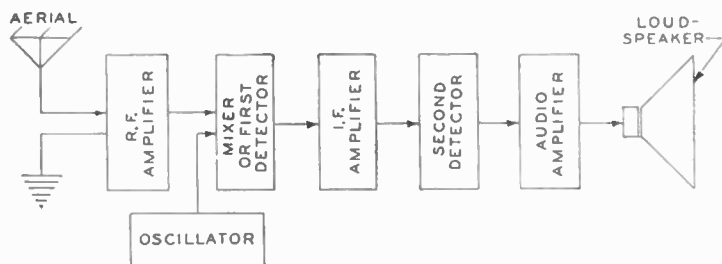 AERIAL
LOUD-
SPEAKER
R.F.
AMPLIFIER
MIXER
OR FIRST
DETECTOR
I.F.
AMPLIFIER
SECOND
DETECTOR
AUDIO
AMPLIFIER
OSCILLATOR